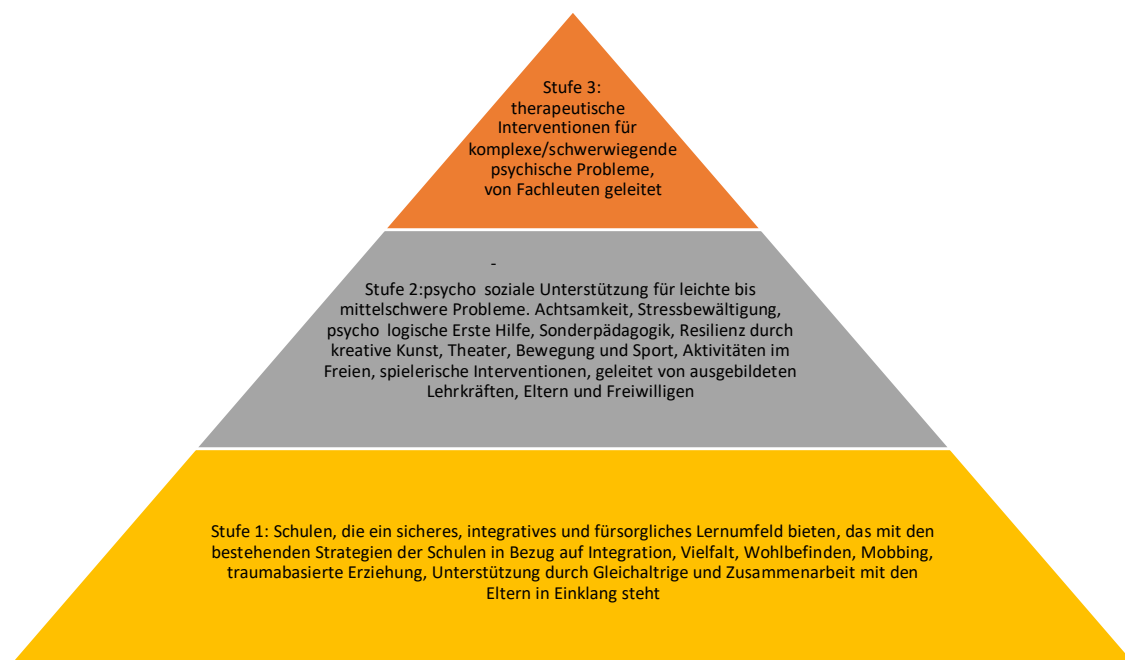 Stufe 3:
therapeutische
Interventionen für
komplexe/schwerwiegende
psychische Probleme,
von Fachleuten geleitet
-
Stufe 2:psycho soziale Unterstützung für leichte bis
mittelschwere Probleme. Achtsamkeit, Stressbewältigung,
psycho logische Erste Hilfe, Sonderpädagogik, Resilienz durch
kreative Kunst, Theater, Bewegung und Sport, Aktivitäten im
Freien, spielerische Interventionen, geleitet von ausgebildeten
Lehrkräften, Eltern und Freiwilligen
Stufe 1: Schulen, die ein sicheres, integratives und fürsorgliches Lernumfeld bieten, das mit den
bestehenden Strategien der Schulen in Bezug auf Integration, Vielfalt, Wohlbefinden, Mobbing,
traumabasierte Erziehung, Unterstützung durch Gleichaltrige und Zusammenarbeit mit den
Eltern in Einklang steht